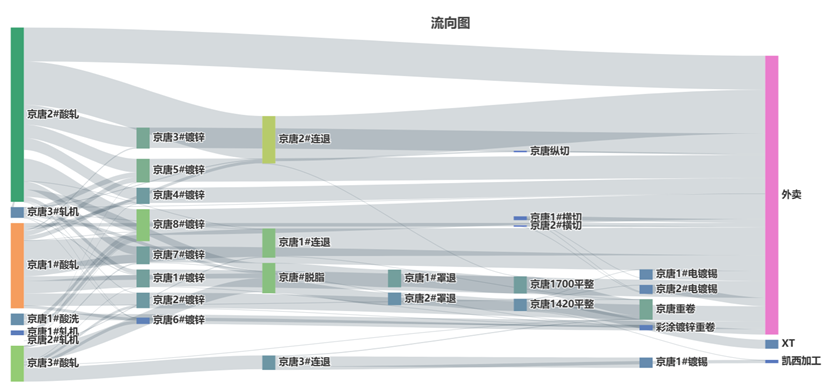 流向图
京唐2#酸轧
京唐3#轧机
京唐1#酸轧
京唐1#酸洗
京唐1#轧机
京唐2#轧机
京唐3#酸轧
京唐3#镀锌
京唐5#镀锌
京唐4#镀锌
京唐8#镀锌
京唐7#镀锌
京唐1#镀锌
京唐2#镀锌
京唐6#镀锌
京唐2#连退
京唐1#连退
京唐#脱脂
京唐3#连退
京唐1#罩退
京唐2#罩退
京唐纵切
京唐1#横切
京唐2#横切
京唐1700平整
京唐1420平整
京唐1#电镀锡
京唐2#电镀锡
京唐重卷
彩涂镀锌重卷
京唐1#镀锡
外卖
XT
凯西加工